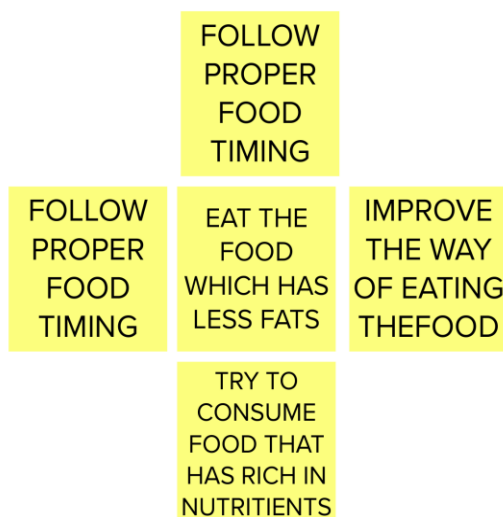 FOLLOW
PROPER
FOOD
TIMING
FOLLOW
PROPER
FOOD
TIMING
EAT THE
FOOD
WHICH HAS
LESS FATS
IMPROVE
THE WAY
OF EATING
THEFOOD
TRY TO
CONSUME
FOOD THAT
HAS RICH IN
NUTRITIENTS